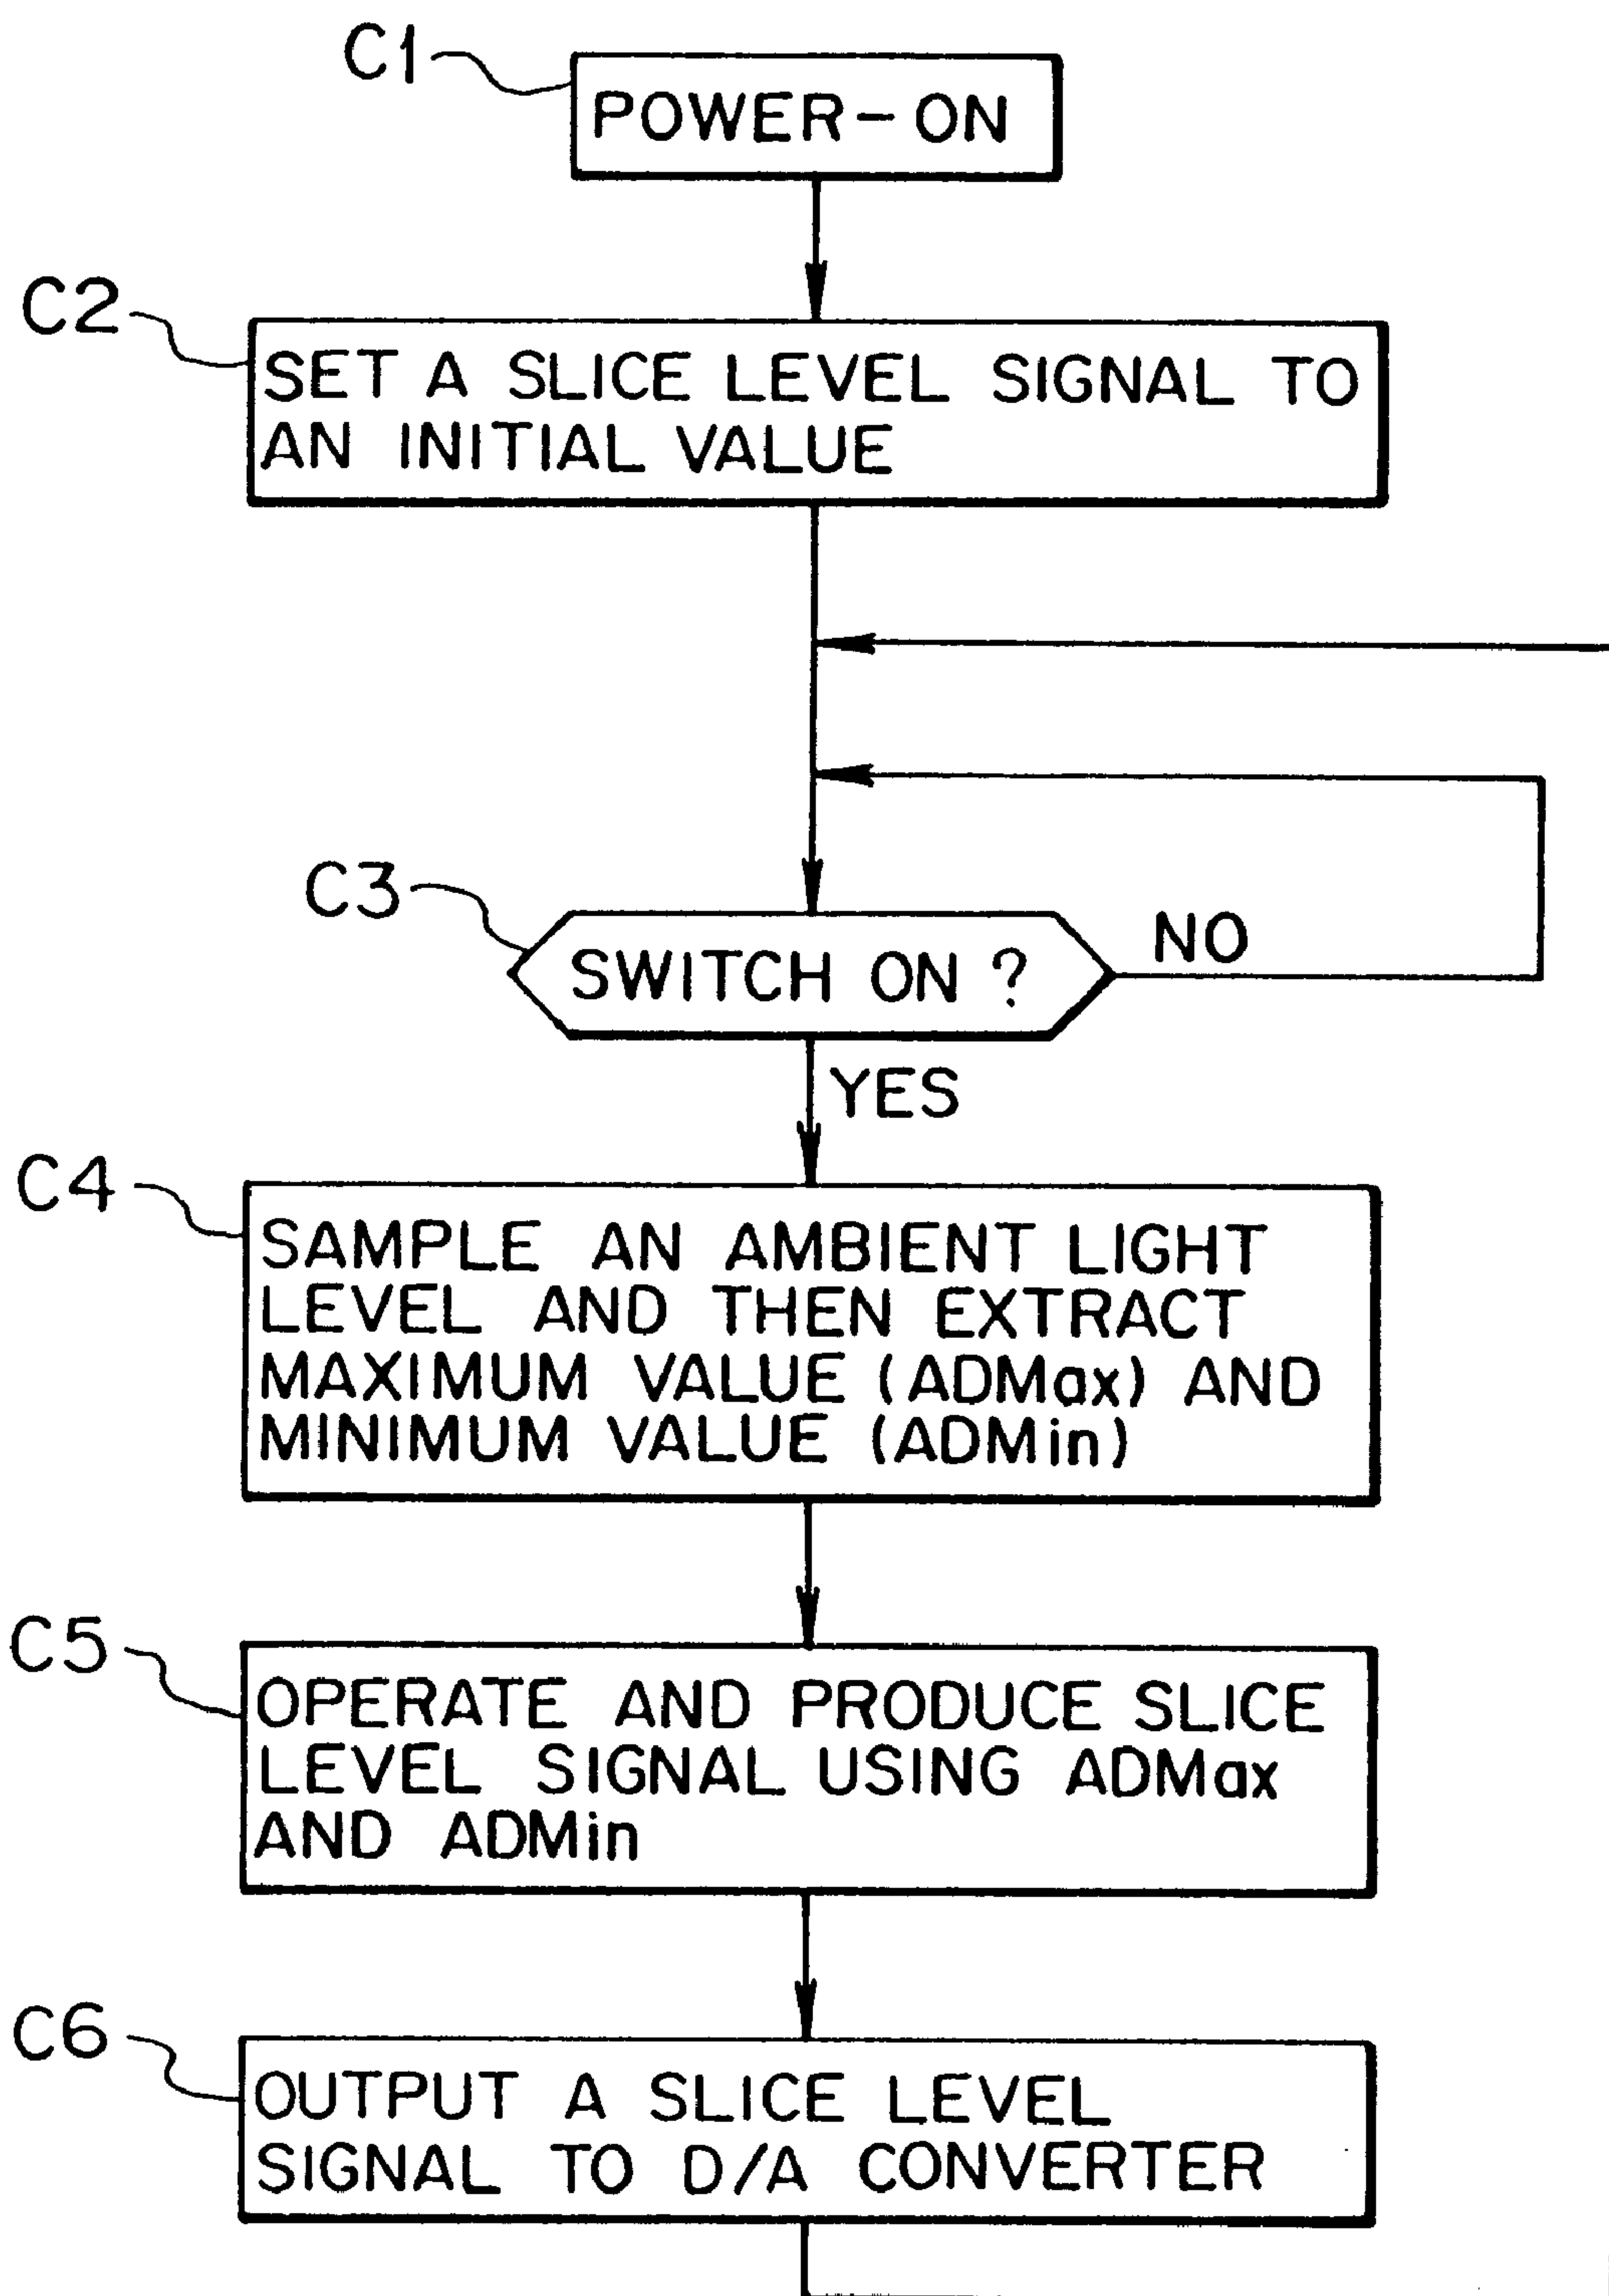 C1
POWER-ON
C2
SET A SLICE LEVEL SIGNAL TO
AN INITIAL VALUE
C3
SWITCH ON ?
NO
YES
C4
SAMPLE AN AMBIENT LIGHT
LEVEL AND THEN EXTRACT
MAXIMUM VALUE (ADMax) AND
MINIMUM VALUE (ADMin)
C5
OPERATE AND PRODUCE SLICE
LEVEL SIGNAL USING ADMax
AND ADMin
C6
OUTPUT A SLICE LEVEL
SIGNAL TO D/A CONVERTER